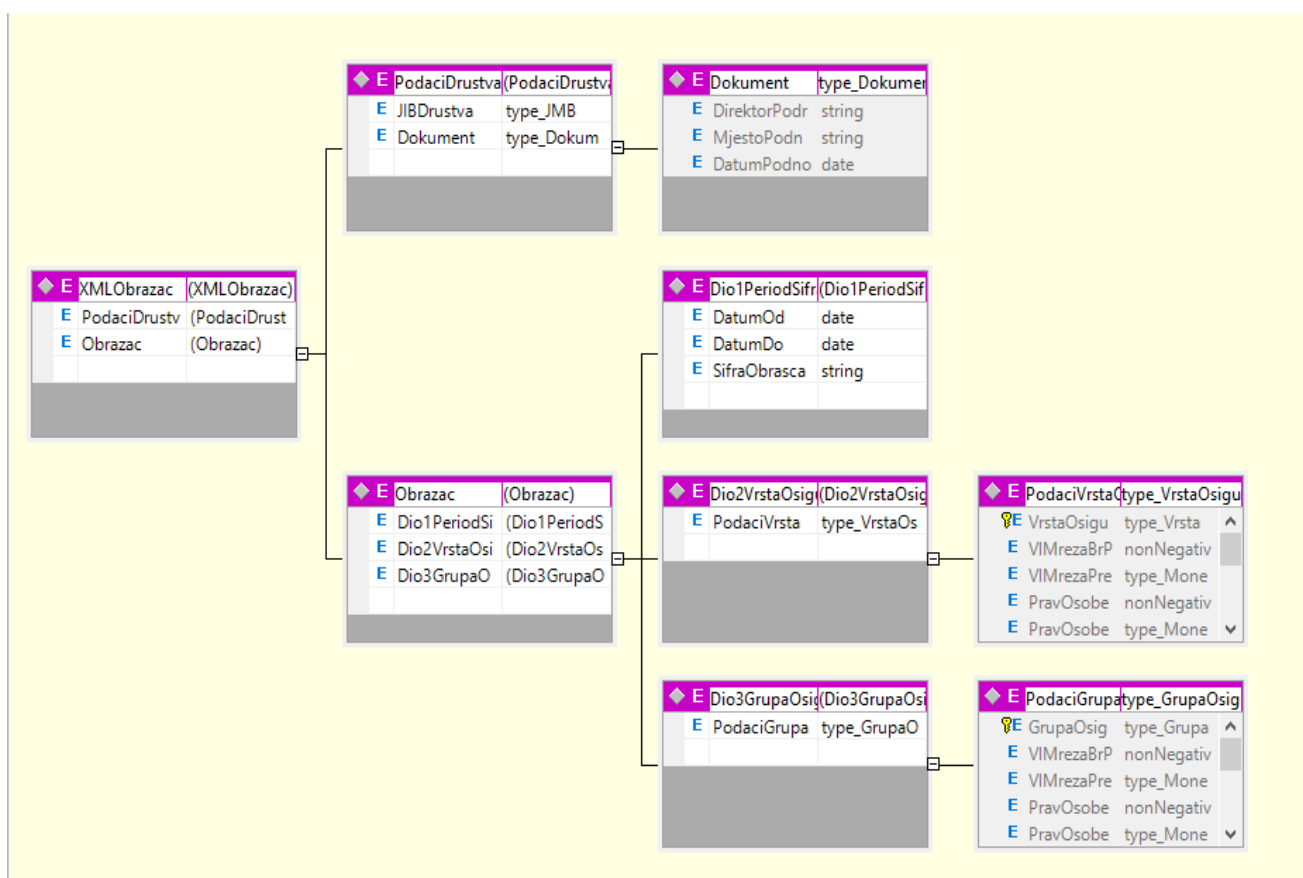 E PodaciDrustva (PodaciDrustva
E JIBDrustva type_JMB
E Dokument type_Dokum
E Dokument type_Dokumen
E DirektorPodr string
E MjestoPodn string
E DatumPodno date
E XMLObrazac (XMLObrazac)
E PodaciDrustv (PodaciDrust
E Obrazac (Obrazac)
E Dio1PeriodSifr (Dio1PeriodSif
E DatumOd date
E DatumDo date
E SifraObrasca string
E Obrazac (Obrazac)
E Dio1PeriodSi (Dio1PeriodS
E Dio2VrstaOsi (Dio2VrstaOs
E Dio3GrupaO (Dio3GrupaO
E Dio2VrstaOsigu (Dio2VrstaOsig
E PodaciVrsta type_VrstaOs
E PodaciVrstaO type_VrstaOsigu
E VrstaOsigu type_Vrsta
E VIMrezaBrP nonNegativ
E VIMrezaPre type_Mone
E PravOsobe nonNegativ
E PravOsobe type_Mone
E Dio3GrupaOsig (Dio3GrupaOsi
E PodaciGrupa type_GrupaO
E PodaciGrupa type_GrupaOsig
E GrupaOsig type_Grupa
E VIMrezaBrP nonNegativ
E VIMrezaPre type_Mone
E PravOsobe nonNegativ
E PravOsobe type_Mone